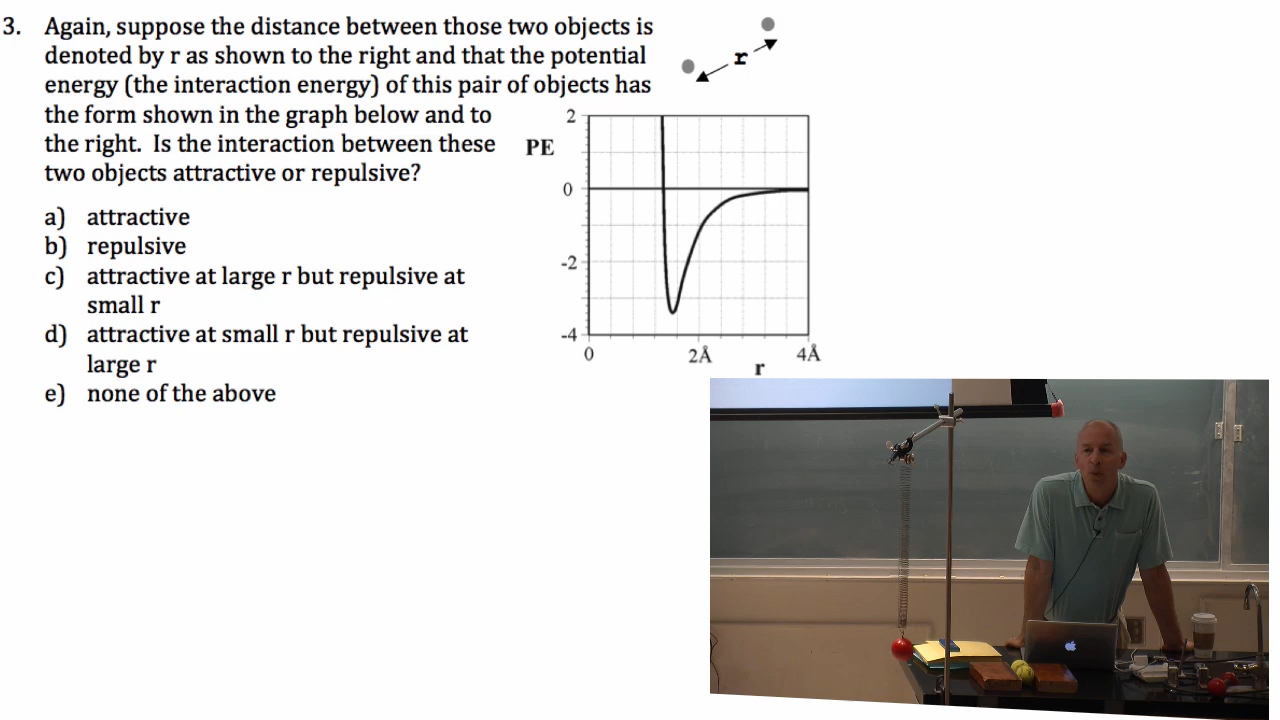 3. Again, suppose the distance between those two objects is
denoted by r as shown to the right and that the potential
energy (the interaction energy) of this pair of objects has
the form shown in the graph below and to
the right. Is the interaction between these
two objects attractive or repulsive?
a) attractive
b) repulsive
c) attractive at large r but repulsive at
small r
d) attractive at small r but repulsive at
large r
e) none of the above
r
2
PE
0
-2
-4
0 2Å 4Å
r